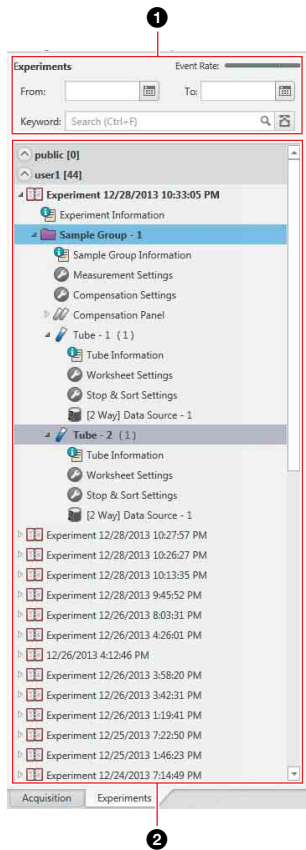 1
Experiments Event Rate:
From: To:
Keyword: Search (Ctrl+F)
public [0]
user1 [44]
Experiment 12/28/2013 10:33:05 PM
Experiment Information
Sample Group - 1
Sample Group Information
Measurement Settings
Compensation Settings
Compensation Panel
Tube - 1 (1)
Tube Information
Worksheet Settings
Stop & Sort Settings
[2 Way] Data Source - 1
Tube - 2 (1)
Tube Information
Worksheet Settings
Stop & Sort Settings
[2 Way] Data Source - 1
Experiment 12/28/2013 10:27:57 PM
Experiment 12/28/2013 10:26:27 PM
Experiment 12/28/2013 10:13:35 PM
Experiment 12/28/2013 9:45:52 PM
Experiment 12/26/2013 8:03:31 PM
Experiment 12/26/2013 4:26:01 PM
12/26/2013 4:12:46 PM
Experiment 12/26/2013 3:58:20 PM
Experiment 12/26/2013 3:42:31 PM
Experiment 12/26/2013 1:19:41 PM
Experiment 12/25/2013 7:22:50 PM
Experiment 12/25/2013 1:46:23 PM
Experiment 12/24/2013 7:14:49 PM
Acquisition Experiments
2